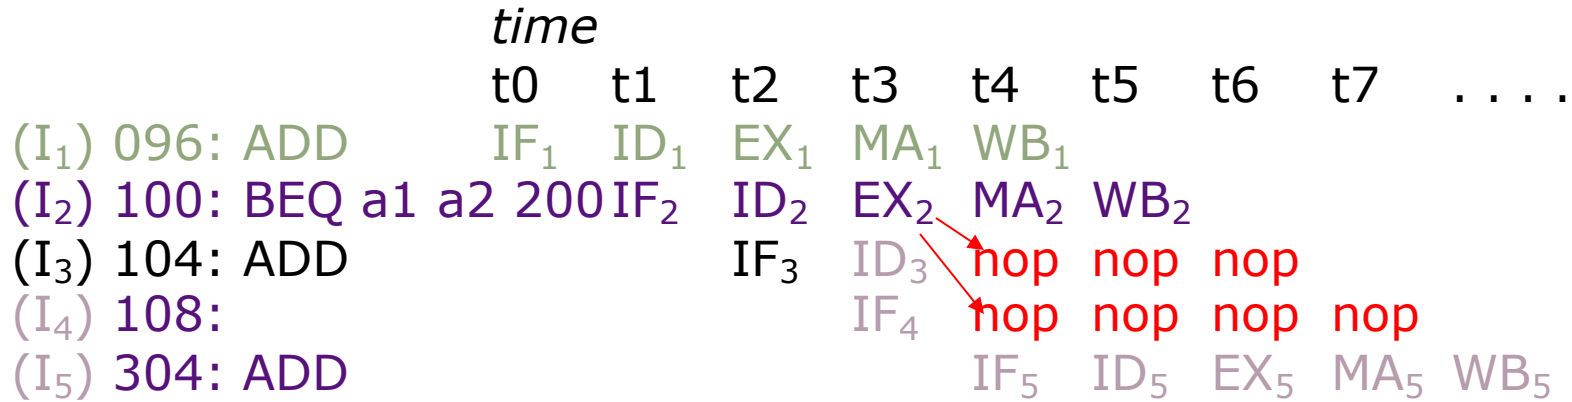 time
t0 t1 t2 t3 t4 t5 t6 t7 . . . .
(I₁) 096: ADD IF₁ ID₁ EX₁ MA₁ WB₁
(I₂) 100: BEQ a1 a2 200 IF₂ ID₂ EX₂ MA₂ WB₂
(I₃) 104: ADD IF₃ ID₃ nop nop nop
(I₄) 108: IF₄ nop nop nop nop
(I₅) 304: ADD IF₅ ID₅ EX₅ MA₅ WB₅